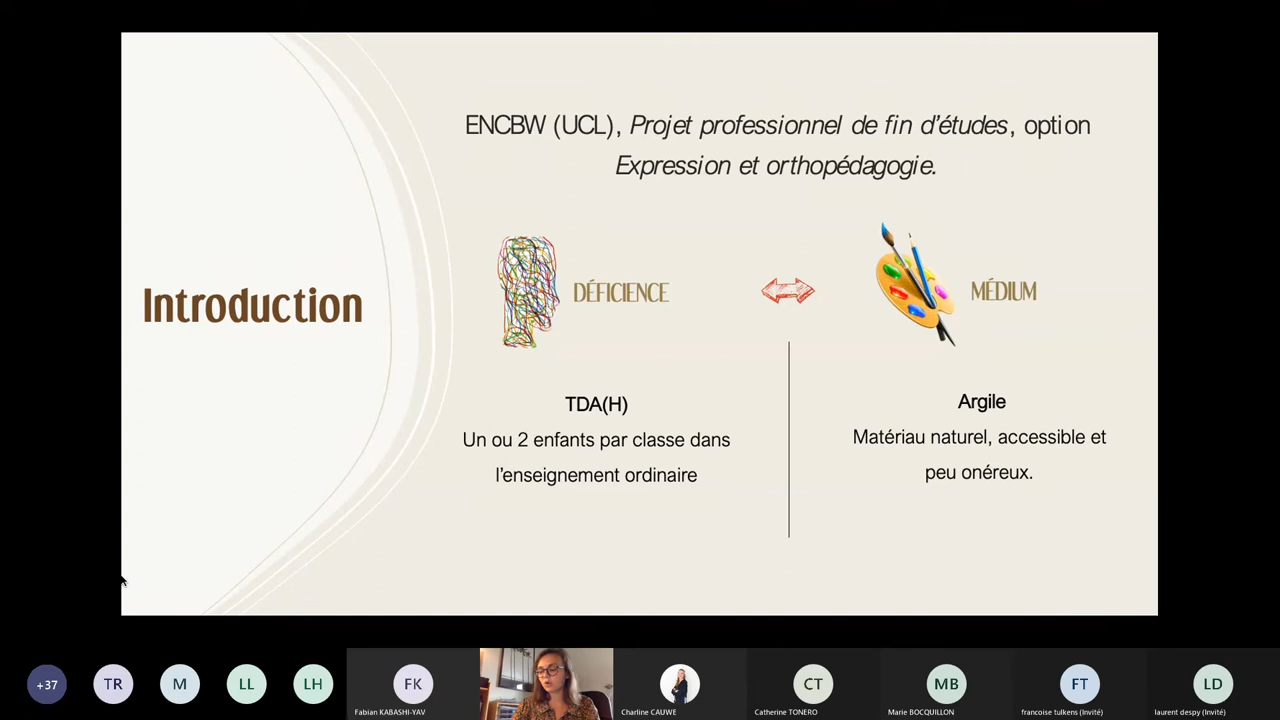 ENCBW (UCL), Projet professionnel de fin d'études, option
Expression et orthopédagogie.
Introduction
DÉFICIENCE
MÉDIUM
TDA(H)
Un ou 2 enfants par classe dans
l'enseignement ordinaire
Argile
Matériau naturel, accessible et
peu onéreux.
+37
TR
M
LL
LH
FK
CT
MB
FT
LD
Fabian KABASHI-YAV
Charline CAUWE
Catherine TONERO
Marie BOCQUILLON
francoise tulkens (Invité)
laurent despy (Invité)